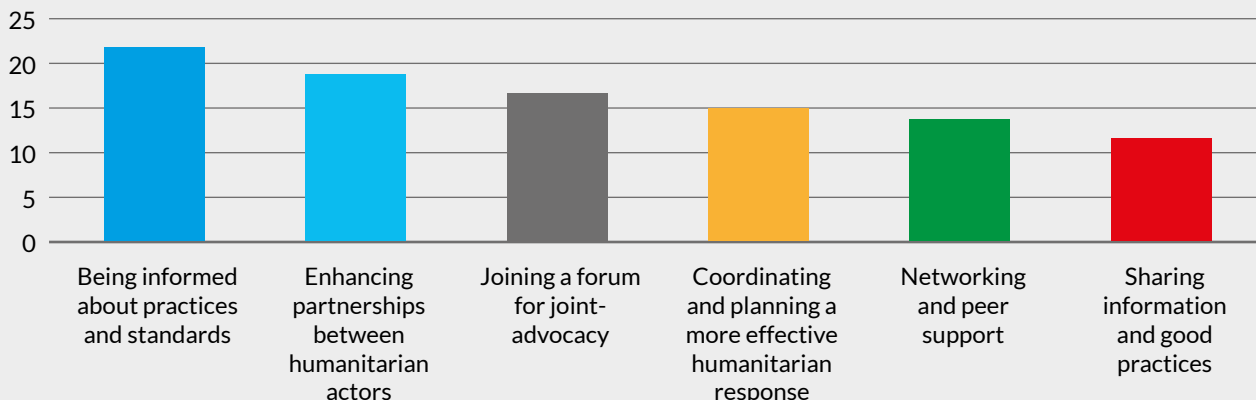 25
20
15
10
5
0
Being informed
about practices
and standards
Enhancing
partnerships
between
humanitarian
actors
Joining a forum
for joint-
advocacy
Coordinating
and planning a
more effective
humanitarian
response
Networking
and peer
support
Sharing
information
and good
practices